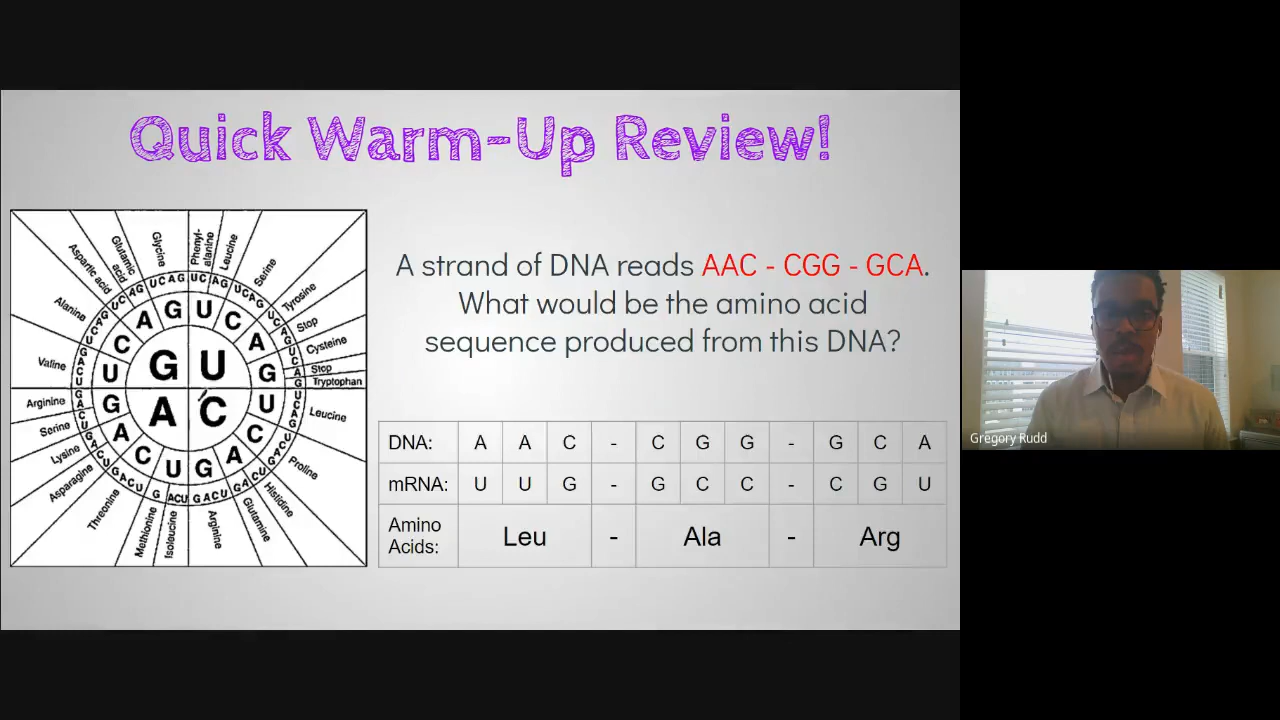 Quick Warm-Up Review!
A strand of DNA reads AAC - CGG - GCA.
What would be the amino acid
sequence produced from this DNA?
DNA: A A C - C G G - G C A
mRNA: U U G - G C C - C G U
Amino Acids: Leu - Ala - Arg
Glycine
Phenyl-
alanine
Leucine
Serine
Tyrosine
Stop
Cysteine
Stop
Tryptophan
Leucine
Proline
Histidine
Glutamine
Arginine
Isoleucine
Methionine
Threonine
Asparagine
Lysine
Serine
Arginine
Valine
Alanine
Aspartic acid
Glutamic
acid
G U
A C
U C A G
U C A G
U C A G
U C A G
Gregory Rudd